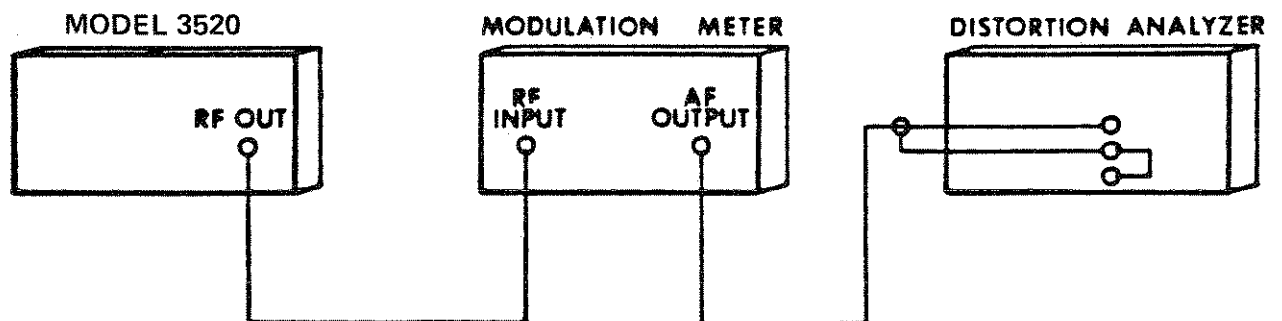 MODEL 3520
MODULATION METER
DISTORTION ANALYZER
RF OUT
RF
INPUT
AF
OUTPUT